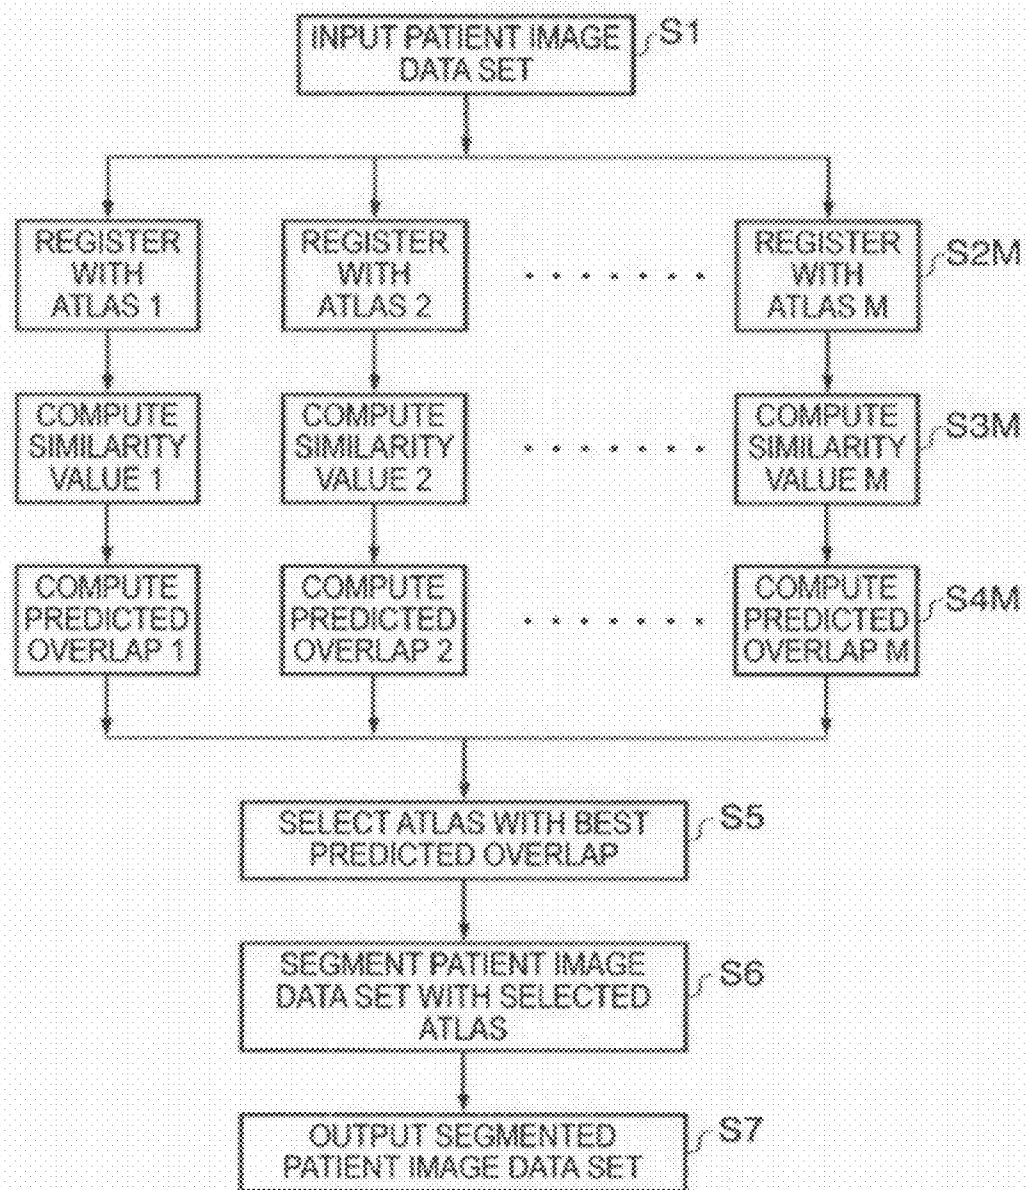 INPUT PATIENT IMAGE
DATA SET
S1
REGISTER
WITH
ATLAS 1
REGISTER
WITH
ATLAS 2
REGISTER
WITH
ATLAS M
S2M
COMPUTE
SIMILARITY
VALUE 1
COMPUTE
SIMILARITY
VALUE 2
COMPUTE
SIMILARITY
VALUE M
S3M
COMPUTE
PREDICTED
OVERLAP 1
COMPUTE
PREDICTED
OVERLAP 2
COMPUTE
PREDICTED
OVERLAP M
S4M
SELECT ATLAS WITH BEST
PREDICTED OVERLAP
S5
SEGMENT PATIENT IMAGE
DATA SET WITH SELECTED
ATLAS
S6
OUTPUT SEGMENTED
PATIENT IMAGE DATA SET
S7